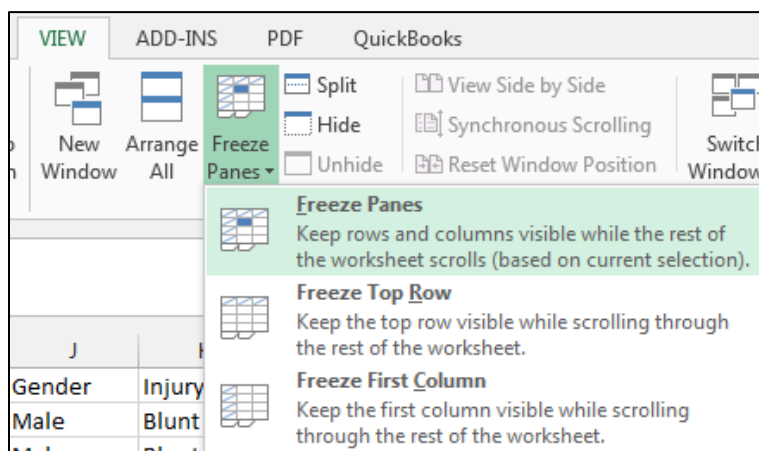 VIEW ADD-INS PDF QuickBooks
New Window
Arrange All
Freeze Panes
Split
Hide
Unhide
View Side by Side
Synchronous Scrolling
Reset Window Position
Freeze Panes
Keep rows and columns visible while the rest of
the worksheet scrolls (based on current selection).
Freeze Top Row
Keep the top row visible while scrolling through
the rest of the worksheet.
Freeze First Column
Keep the first column visible while scrolling
through the rest of the worksheet.
J
Gender Injury
Male Blunt